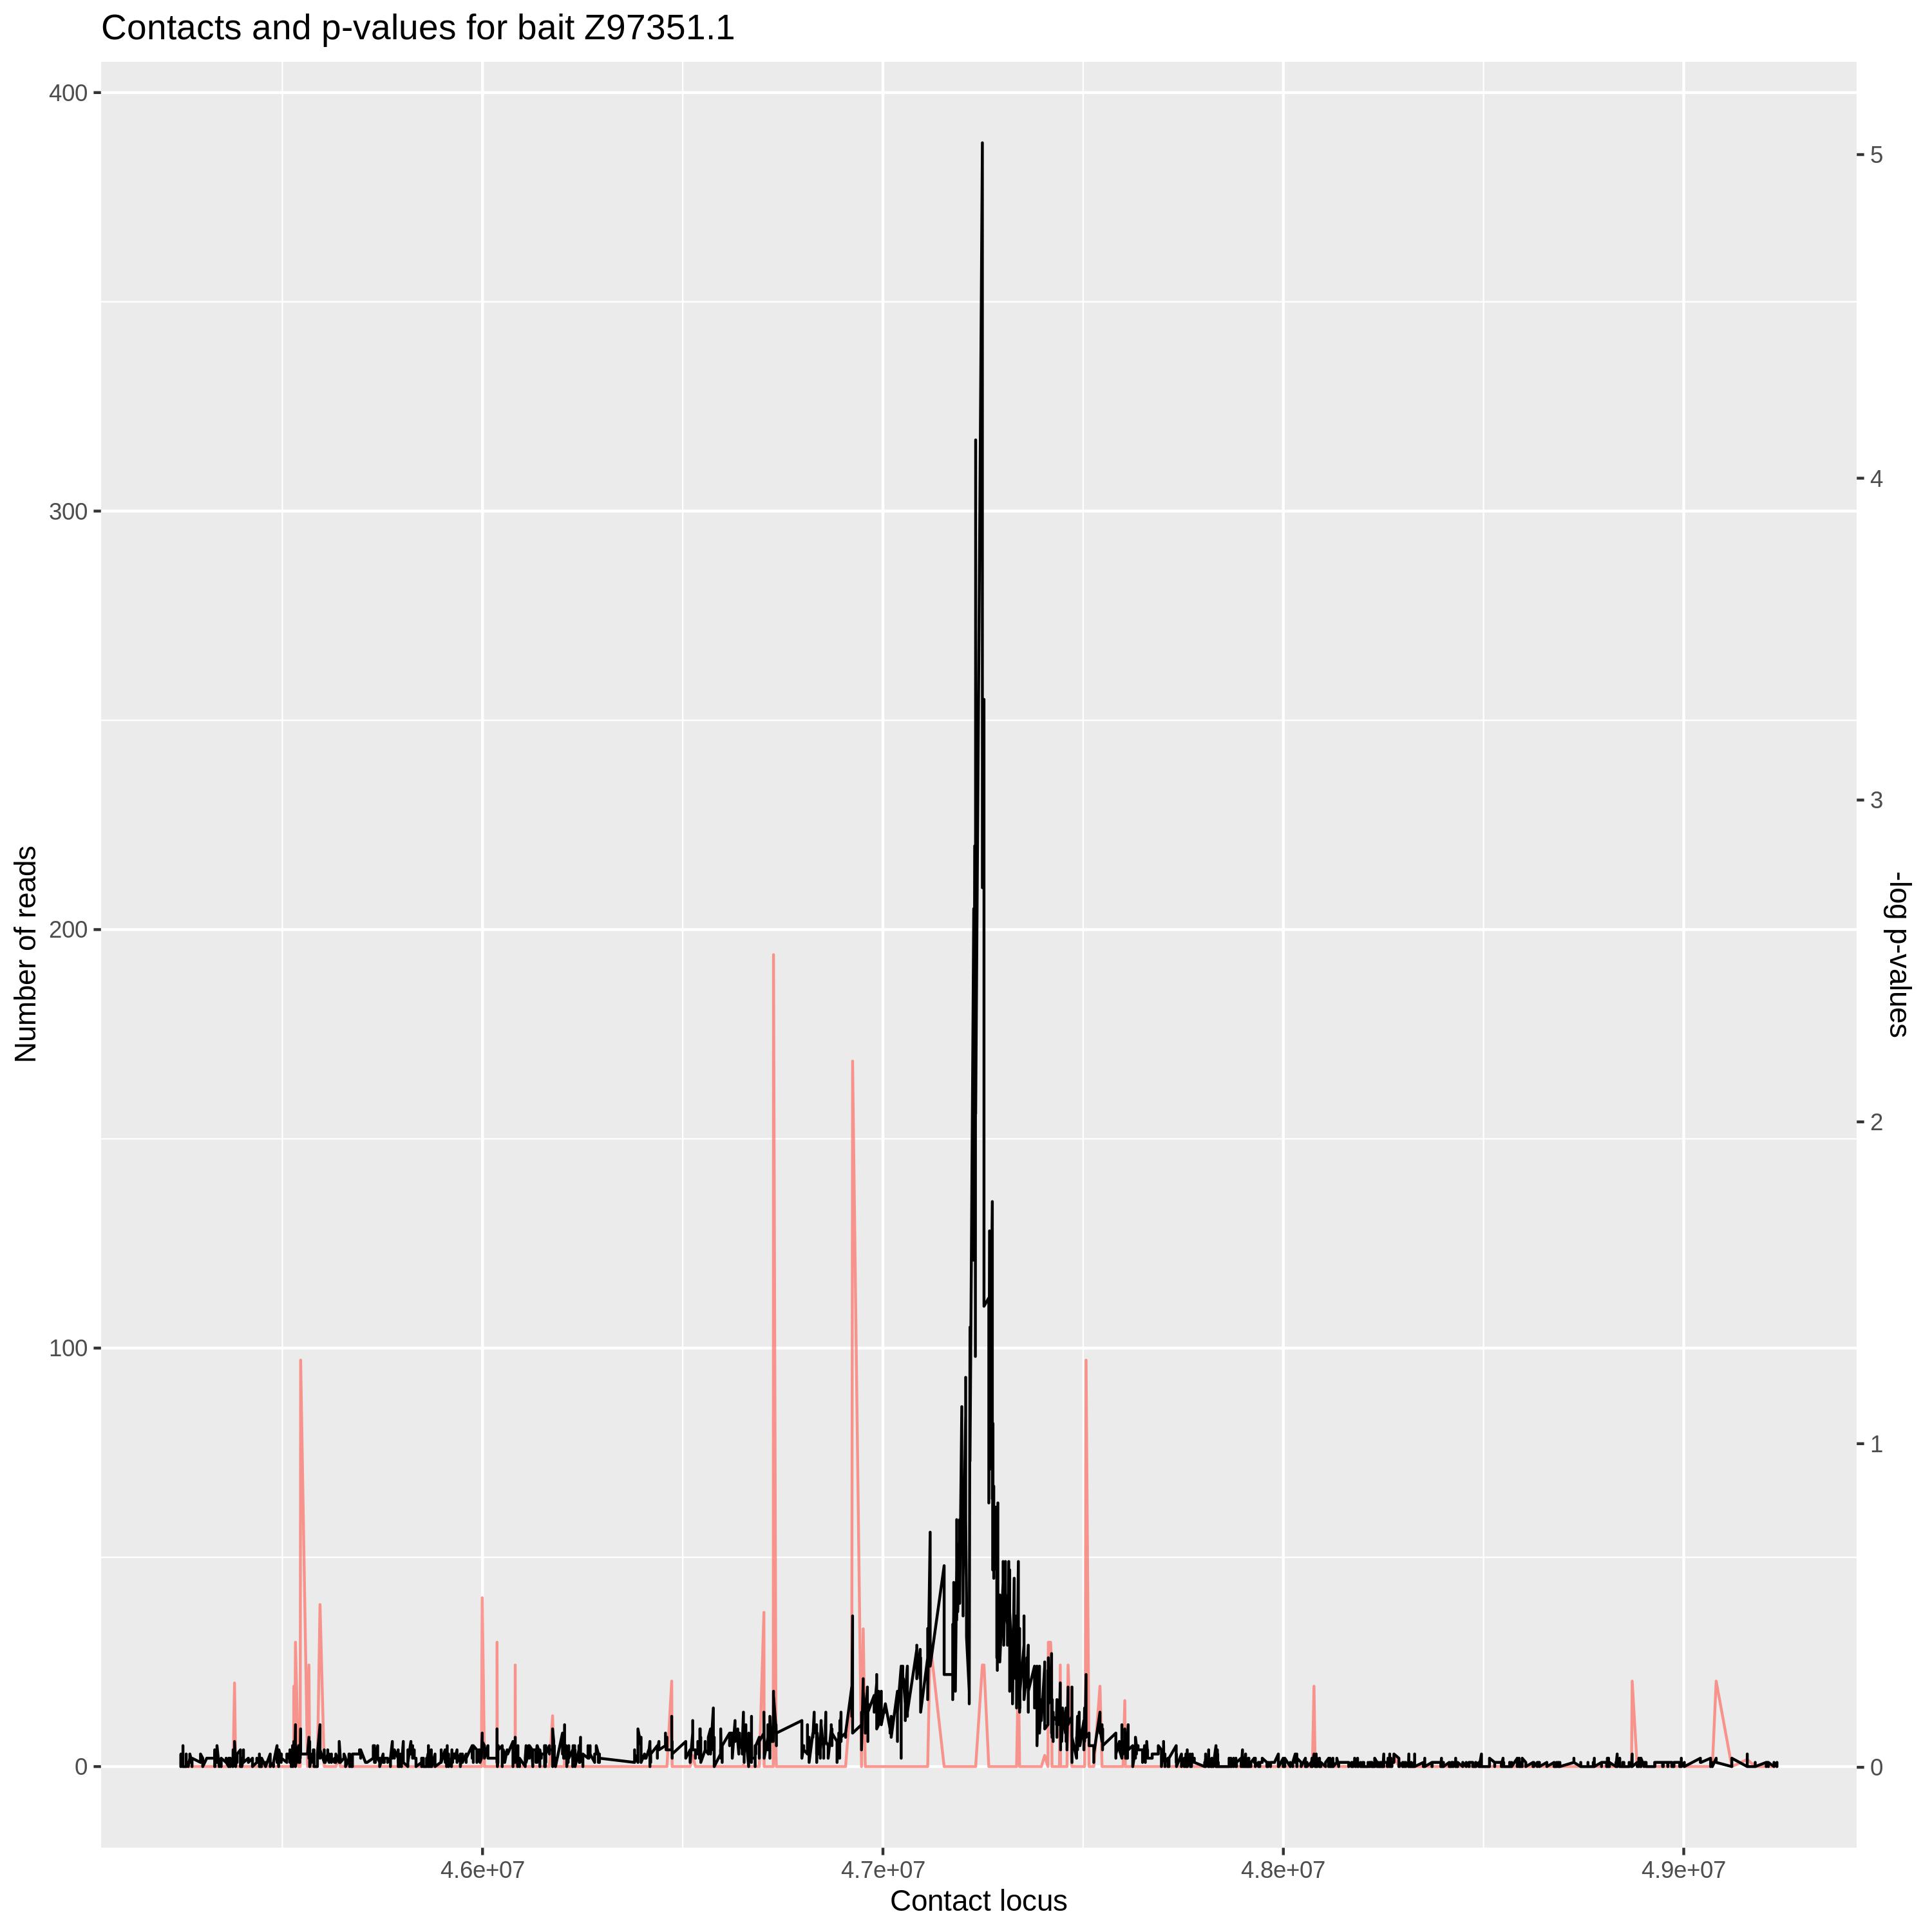 Contacts and p-values for bait Z97351.1
400
300
200
100
0
Number of reads
5
4
3
2
1
0
-log p-values
4.6e+07 4.7e+07 4.8e+07 4.9e+07
Contact locus